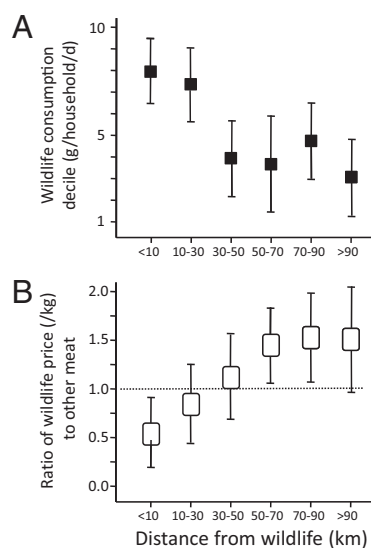 A
Wildlife consumption
decile (g/household/d)
10
5
1
<10 10-30 30-50 50-70 70-90 >90
B
Ratio of wildlife price (/kg)
to other meat
2.0
1.5
1.0
0.5
0.0
<10 10-30 30-50 50-70 70-90 >90
Distance from wildlife (km)